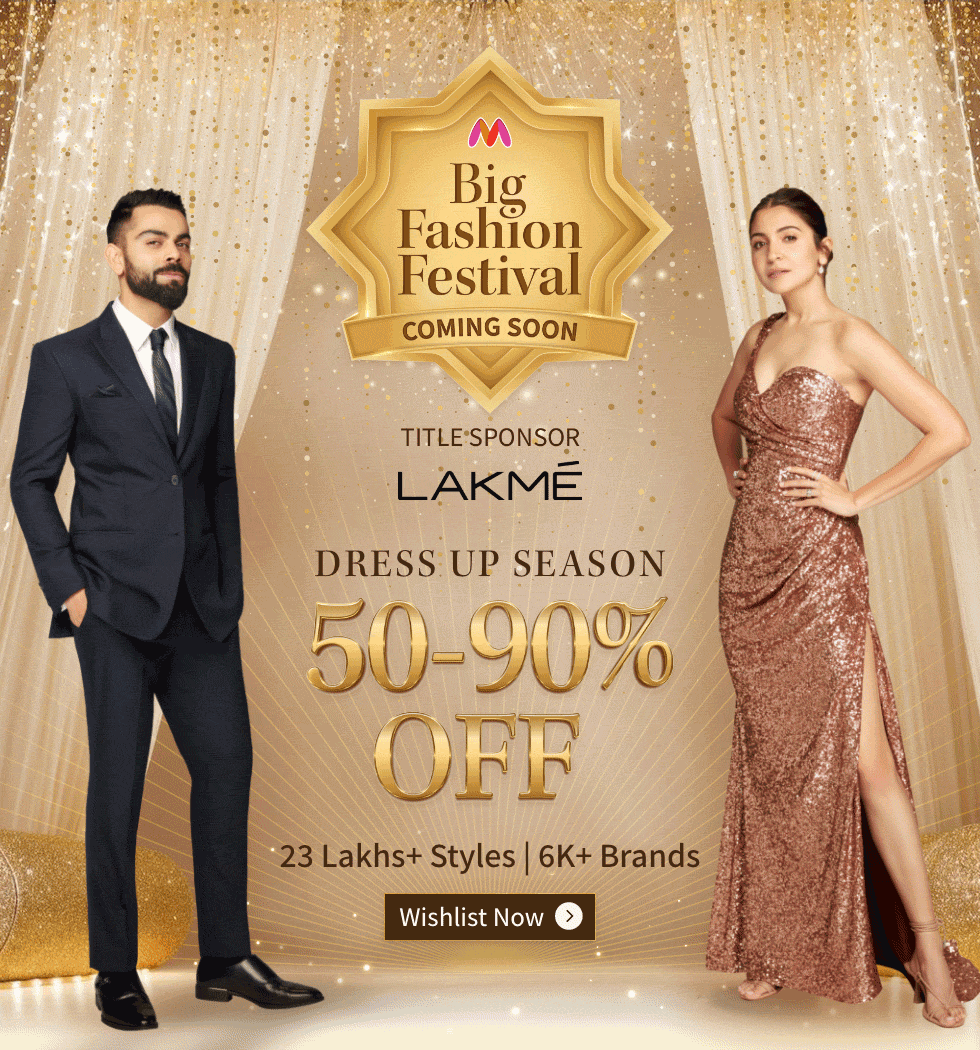 Big
Fashion
Festival
COMING SOON
TITLE SPONSOR
LAKMÉ
DRESS UP SEASON
50-90%
OFF
23 Lakhs+ Styles | 6K+ Brands
Wishlist Now